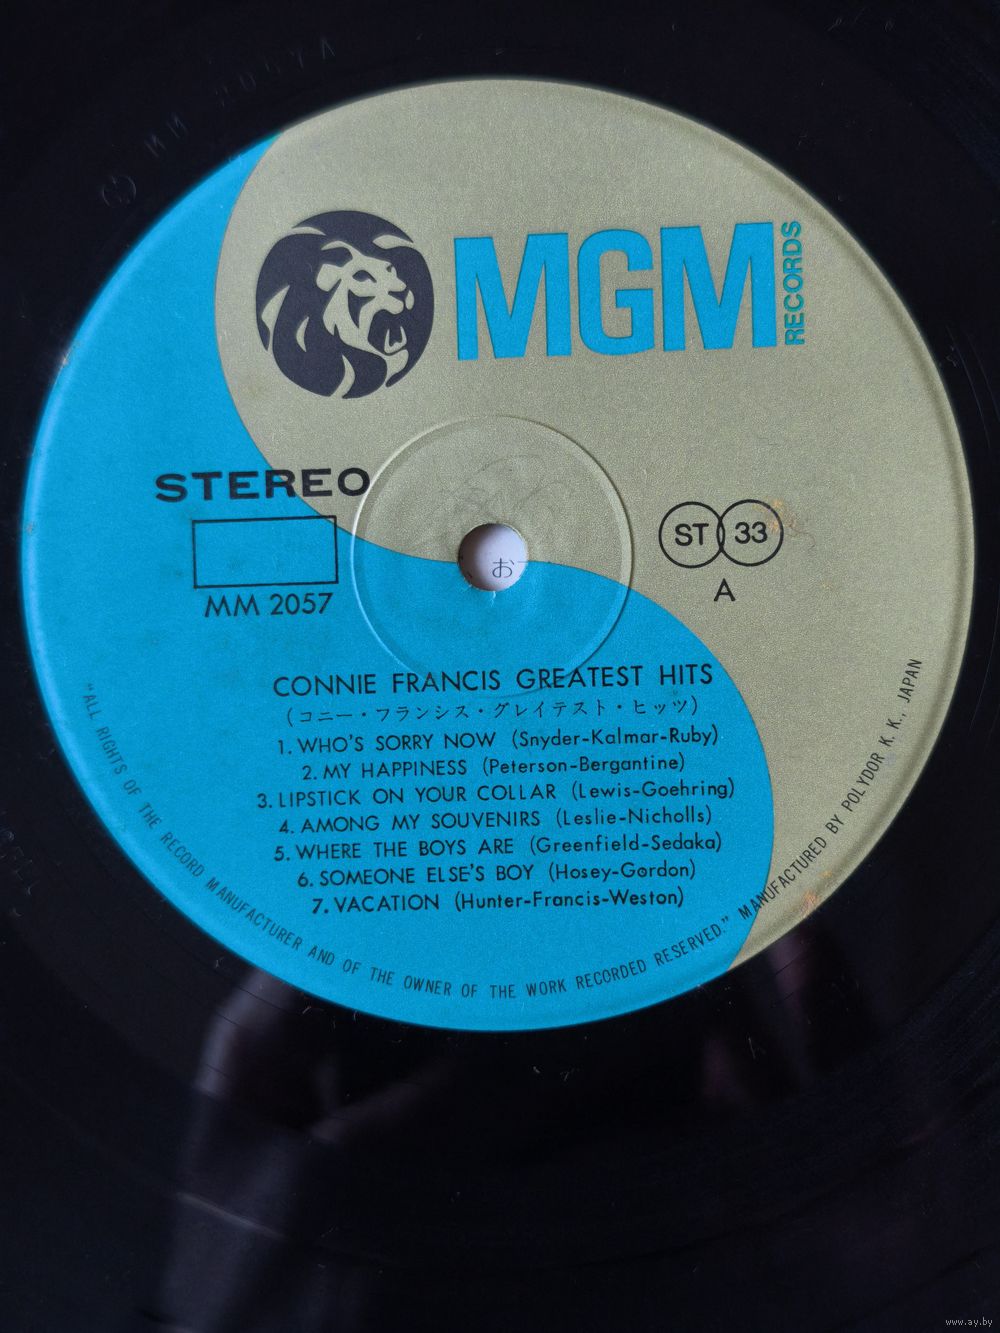 MGM
RECORDS
STEREO
MM 2057
ST 33
A
お
CONNIE FRANCIS GREATEST HITS
(コニー・フランシス・グレイテスト・ヒッツ)
1. WHO'S SORRY NOW (Snyder-Kalmar-Ruby)
2. MY HAPPINESS (Peterson-Bergantine)
3. LIPSTICK ON YOUR COLLAR (Lewis-Goehring)
4. AMONG MY SOUVENIRS (Leslie-Nicholls)
5. WHERE THE BOYS ARE (Greenfield-Sedaka)
6. SOMEONE ELSE'S BOY (Hosey-Gordon)
7. VACATION (Hunter-Francis-Weston)
"ALL RIGHTS OF THE RECORD MANUFACTURER AND OF THE OWNER OF THE WORK RECORDED RESERVED." MANUFACTURED BY POLYDOR K. K., JAPAN
www.ay.by